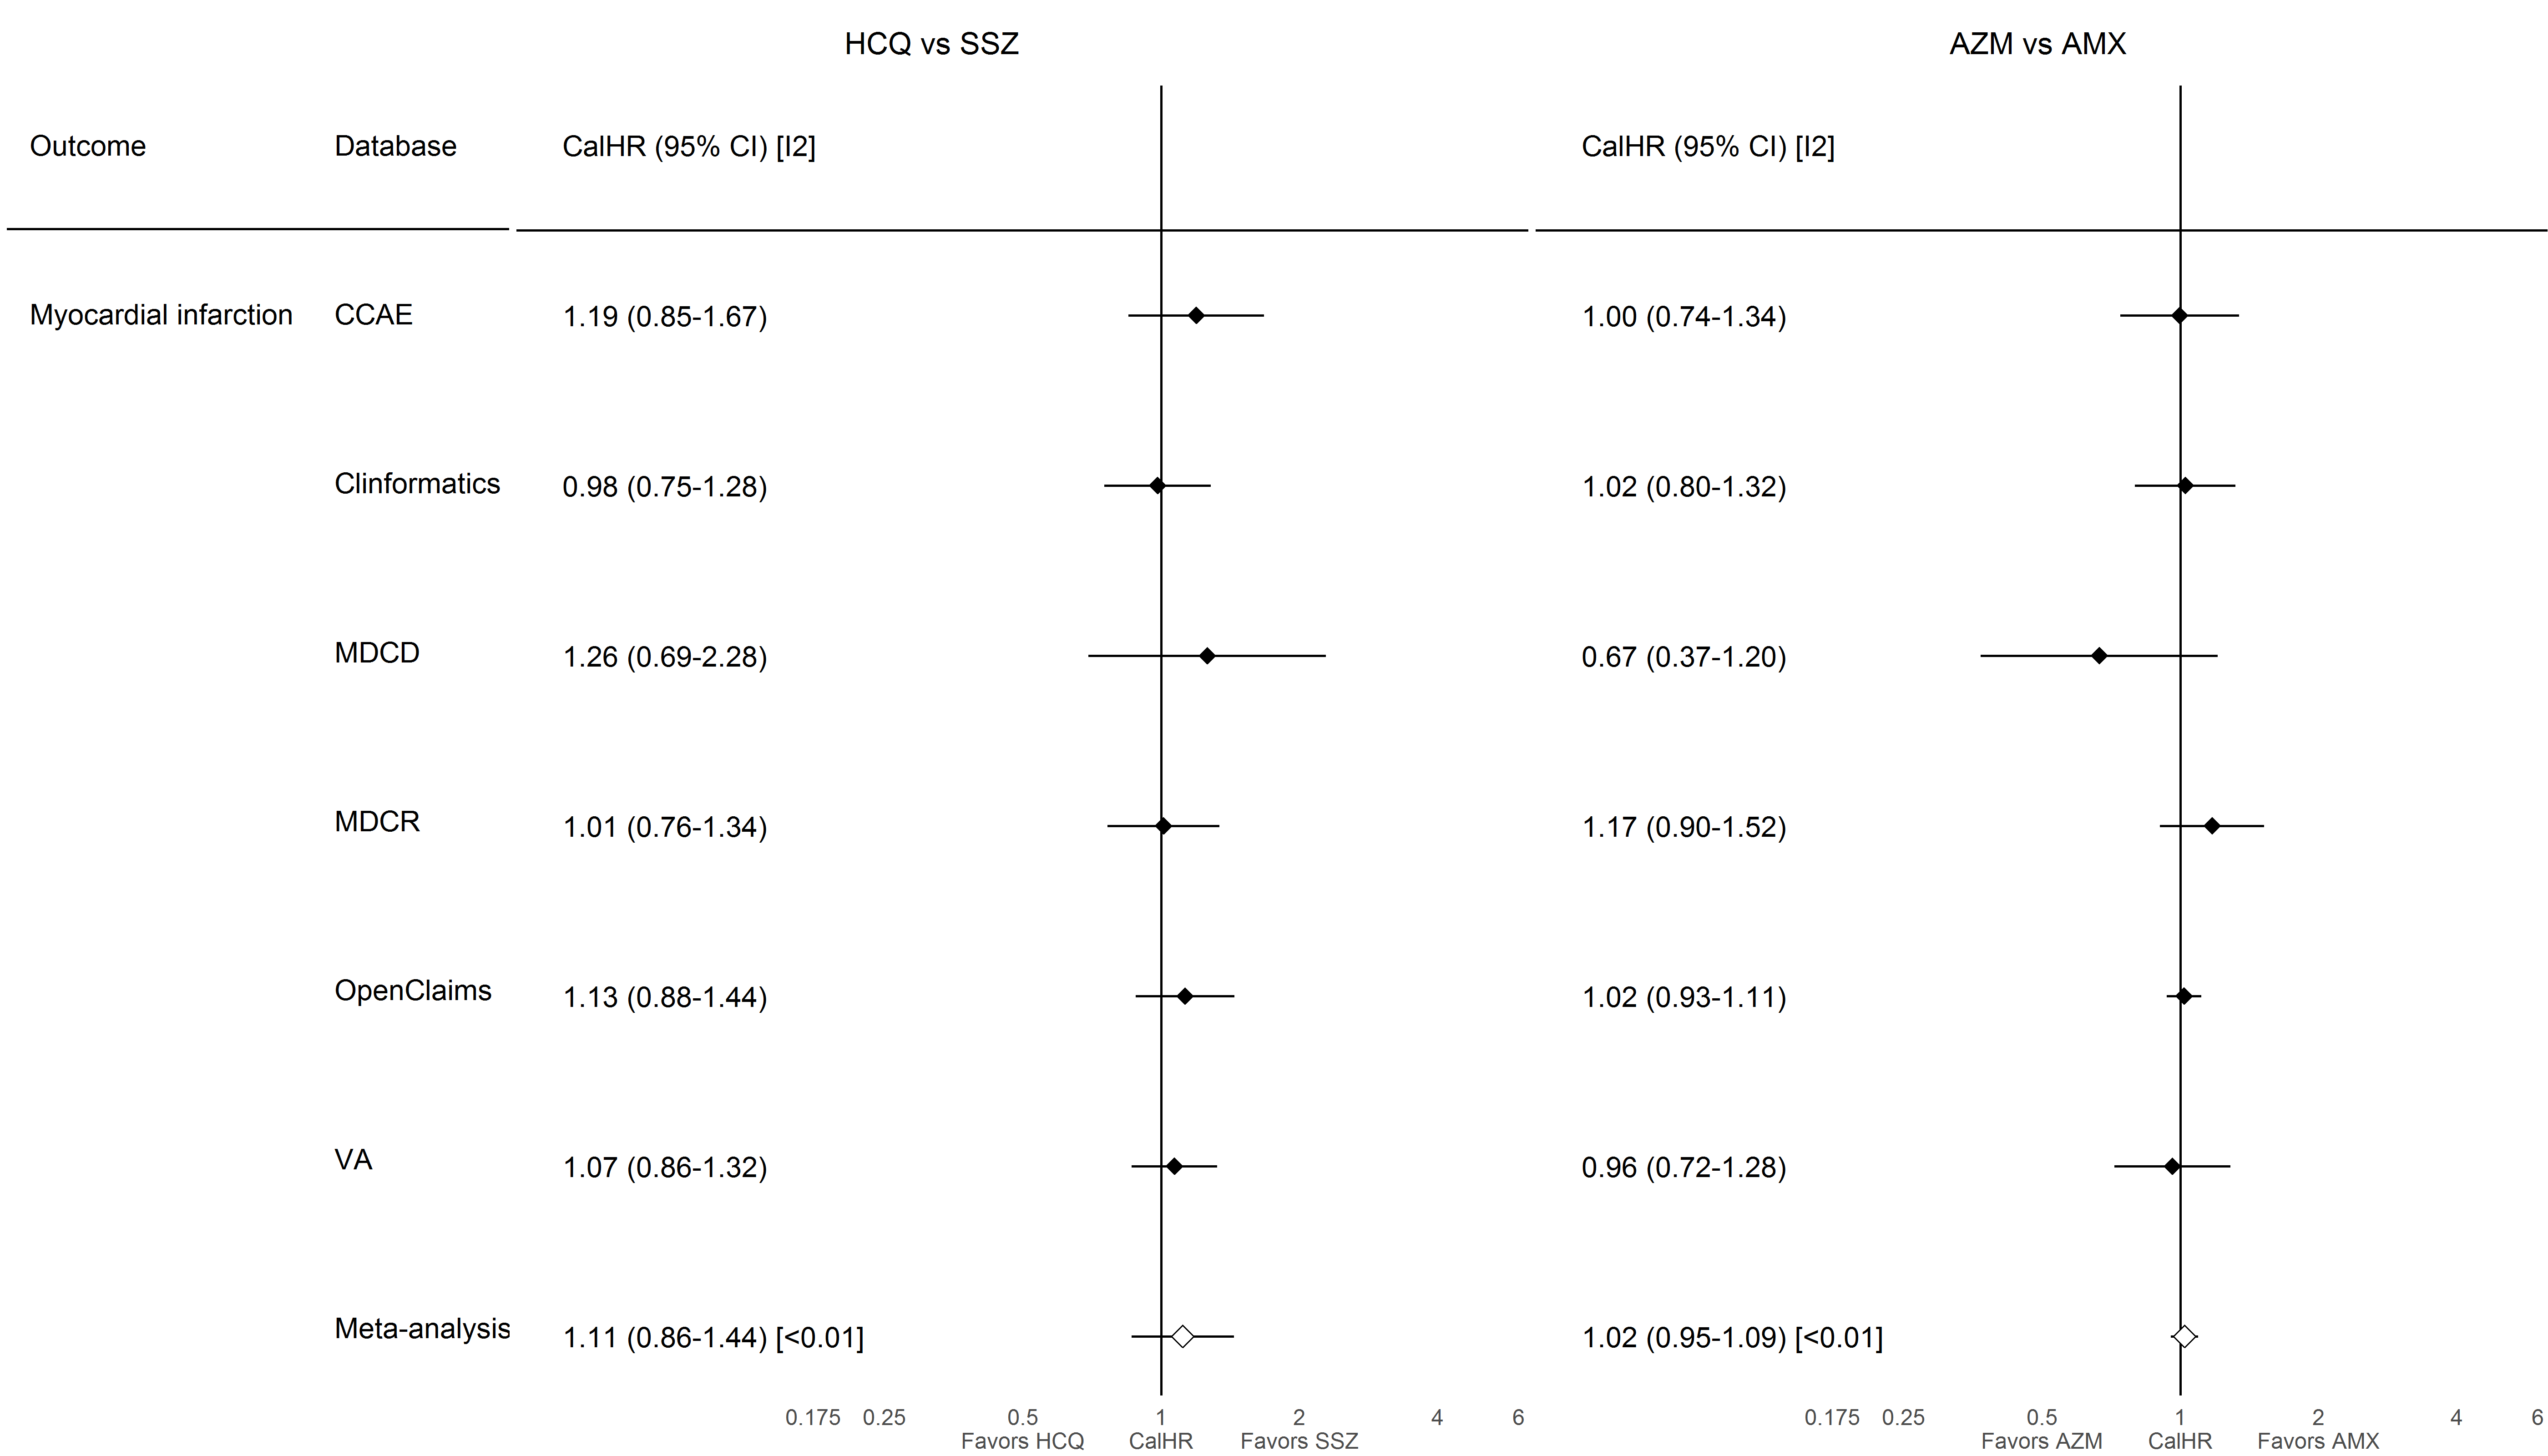 HCQ vs SSZ AZM vs AMX
Outcome Database CalHR (95% CI) [I2] CalHR (95% CI) [I2]
Myocardial infarction CCAE 1.19 (0.85-1.67) 1.00 (0.74-1.34)
Clinformatics 0.98 (0.75-1.28) 1.02 (0.80-1.32)
MDCD 1.26 (0.69-2.28) 0.67 (0.37-1.20)
MDCR 1.01 (0.76-1.34) 1.17 (0.90-1.52)
OpenClaims 1.13 (0.88-1.44) 1.02 (0.93-1.11)
VA 1.07 (0.86-1.32) 0.96 (0.72-1.28)
Meta-analysis 1.11 (0.86-1.44) [<0.01] 1.02 (0.95-1.09) [<0.01]
0.175 0.25 0.5 1 2 4 6 0.175 0.25 0.5 1 2 4 6
Favors HCQ CalHR Favors SSZ Favors AZM CalHR Favors AMX